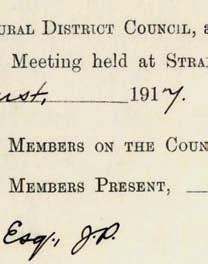 URAL DISTRICT COUNCIL, a
Meeting held at STRA
ust, 1917.
MEMBERS ON THE COUN
MEMBERS PRESENT,
Esq., J.P.